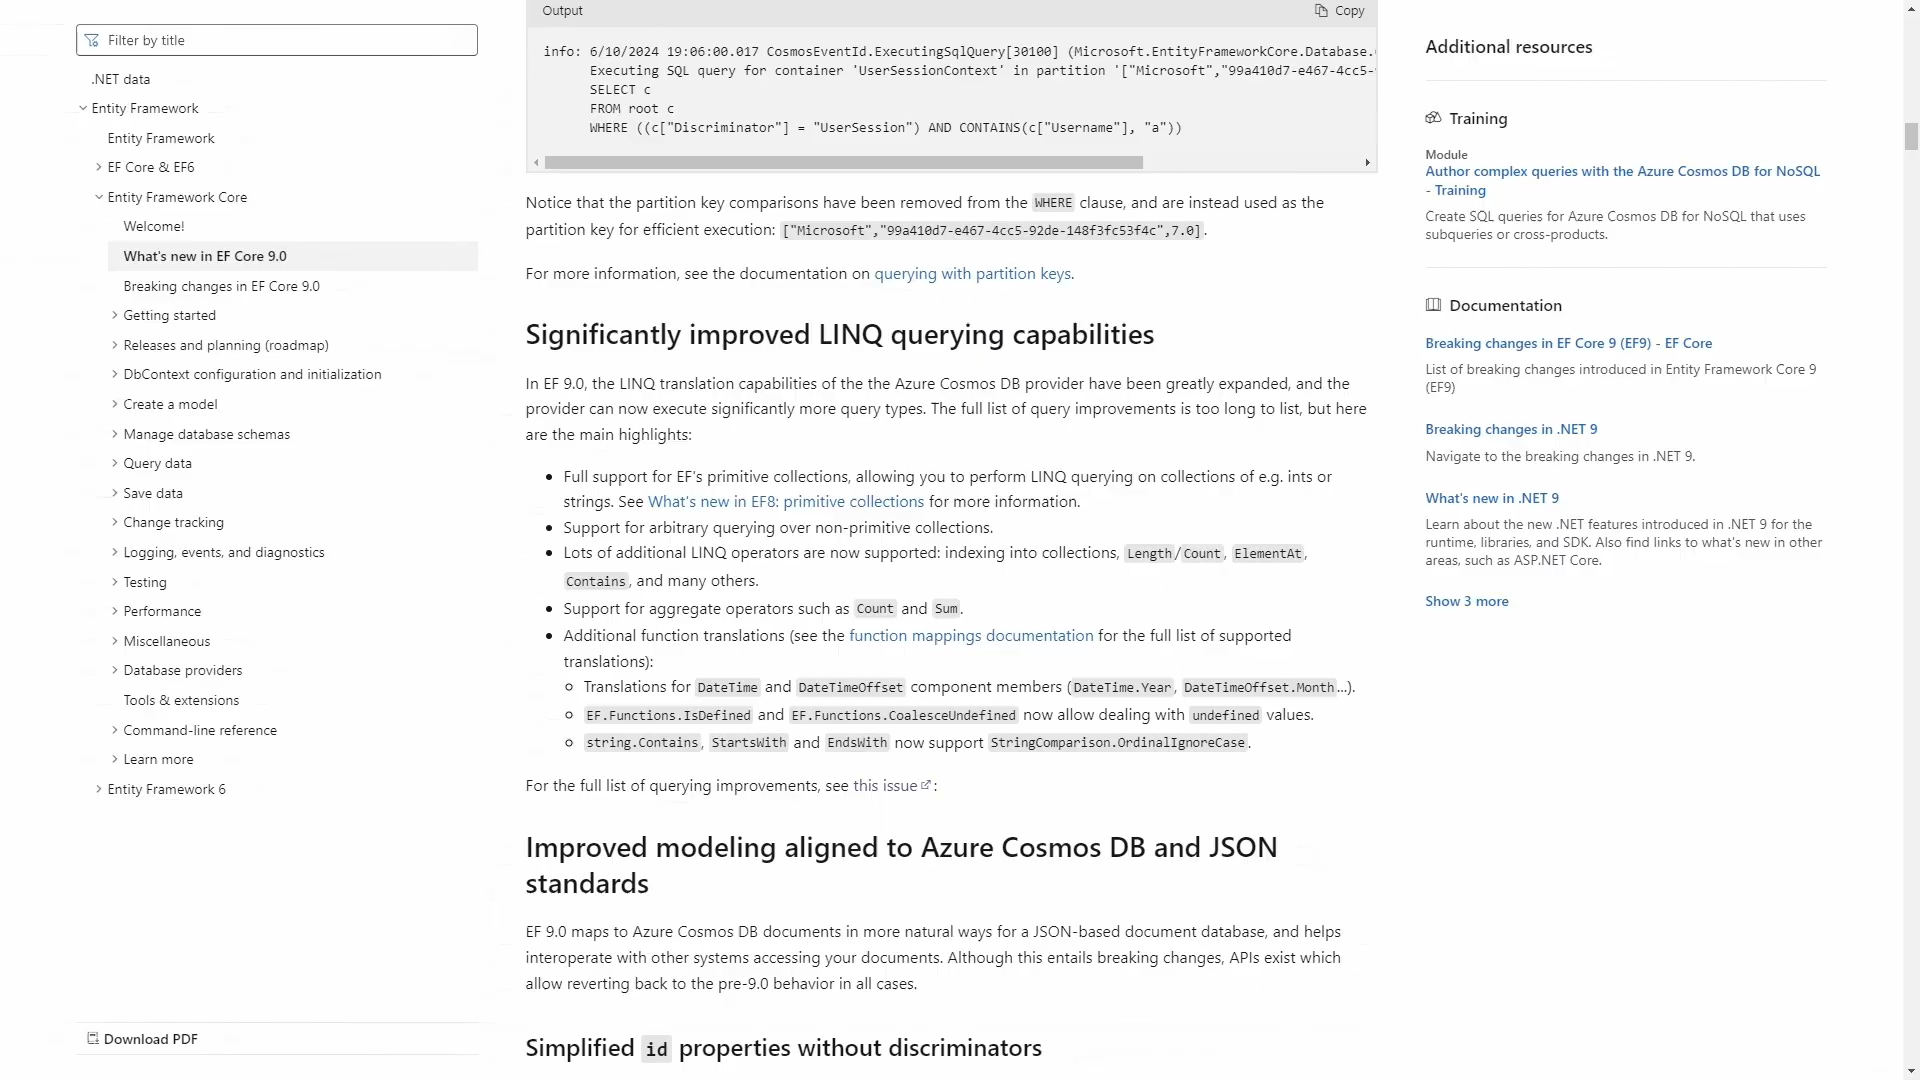 Filter by title
.NET data
Entity Framework
Entity Framework
EF Core & EF6
Entity Framework Core
Welcome!
What's new in EF Core 9.0
Breaking changes in EF Core 9.0
Getting started
Releases and planning (roadmap)
DbContext configuration and initialization
Create a model
Manage database schemas
Query data
Save data
Change tracking
Logging, events, and diagnostics
Testing
Performance
Miscellaneous
Database providers
Tools & extensions
Command-line reference
Learn more
Entity Framework 6
Download PDF
Output
Copy
info: 6/10/2024 19:06:00.017 CosmosEventId.ExecutingSqlQuery[30100] (Microsoft.EntityFrameworkCore.Database.
Executing SQL query for container 'UserSessionContext' in partition '["Microsoft","99a410d7-e467-4cc5-
SELECT c
FROM root c
WHERE ((c["Discriminator"] = "UserSession") AND CONTAINS(c["Username"], "a"))
Notice that the partition key comparisons have been removed from the WHERE clause, and are instead used as the
partition key for efficient execution: ["Microsoft","99a410d7-e467-4cc5-92de-148f3fc53f4c",7.0].
For more information, see the documentation on querying with partition keys.
Significantly improved LINQ querying capabilities
In EF 9.0, the LINQ translation capabilities of the the Azure Cosmos DB provider have been greatly expanded, and the
provider can now execute significantly more query types. The full list of query improvements is too long to list, but here
are the main highlights:
• Full support for EF's primitive collections, allowing you to perform LINQ querying on collections of e.g. ints or
strings. See What's new in EF8: primitive collections for more information.
• Support for arbitrary querying over non-primitive collections.
• Lots of additional LINQ operators are now supported: indexing into collections, Length/Count, ElementAt,
Contains, and many others.
• Support for aggregate operators such as Count and Sum.
• Additional function translations (see the function mappings documentation for the full list of supported
translations):
○ Translations for DateTime and DateTimeOffset component members (DateTime.Year, DateTimeOffset.Month...).
○ EF.Functions.IsDefined and EF.Functions.CoalesceUndefined now allow dealing with undefined values.
○ string.Contains, StartsWith and EndsWith now support StringComparison.OrdinalIgnoreCase.
For the full list of querying improvements, see this issue:
Improved modeling aligned to Azure Cosmos DB and JSON
standards
EF 9.0 maps to Azure Cosmos DB documents in more natural ways for a JSON-based document database, and helps
interoperate with other systems accessing your documents. Although this entails breaking changes, APIs exist which
allow reverting back to the pre-9.0 behavior in all cases.
Simplified id properties without discriminators
Additional resources
Training
Module
Author complex queries with the Azure Cosmos DB for NoSQL
- Training
Create SQL queries for Azure Cosmos DB for NoSQL that uses
subqueries or cross-products.
Documentation
Breaking changes in EF Core 9 (EF9) - EF Core
List of breaking changes introduced in Entity Framework Core 9
(EF9)
Breaking changes in .NET 9
Navigate to the breaking changes in .NET 9.
What's new in .NET 9
Learn about the new .NET features introduced in .NET 9 for the
runtime, libraries, and SDK. Also find links to what's new in other
areas, such as ASP.NET Core.
Show 3 more